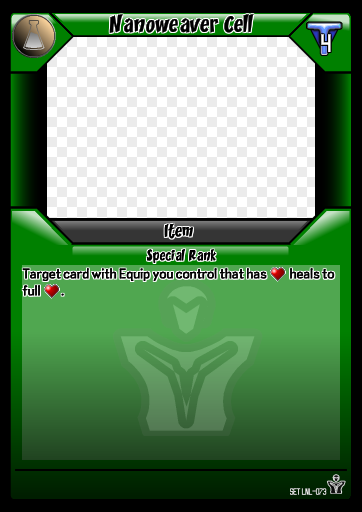 Nanoweaver Cell
4
Item
Special Rank
Target card with Equip you control that has ❤ heals to
full ❤.
SET LNL-073